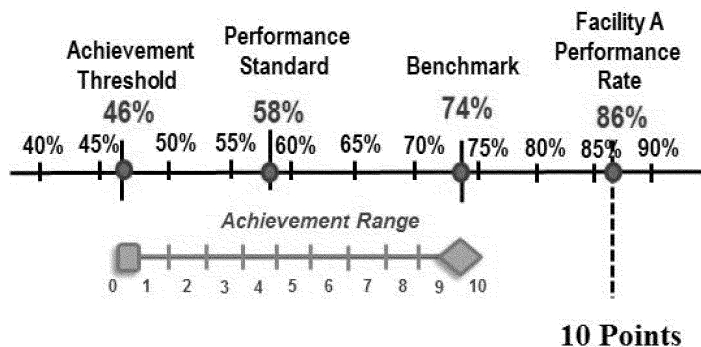 Achievement
Threshold
46%
Performance
Standard
58%
Benchmark
74%
Facility A
Performance
Rate
86%
40% 45% 50% 55% 60% 65% 70% 75% 80% 85% 90%
Achievement Range
0 1 2 3 4 5 6 7 8 9 10
10 Points